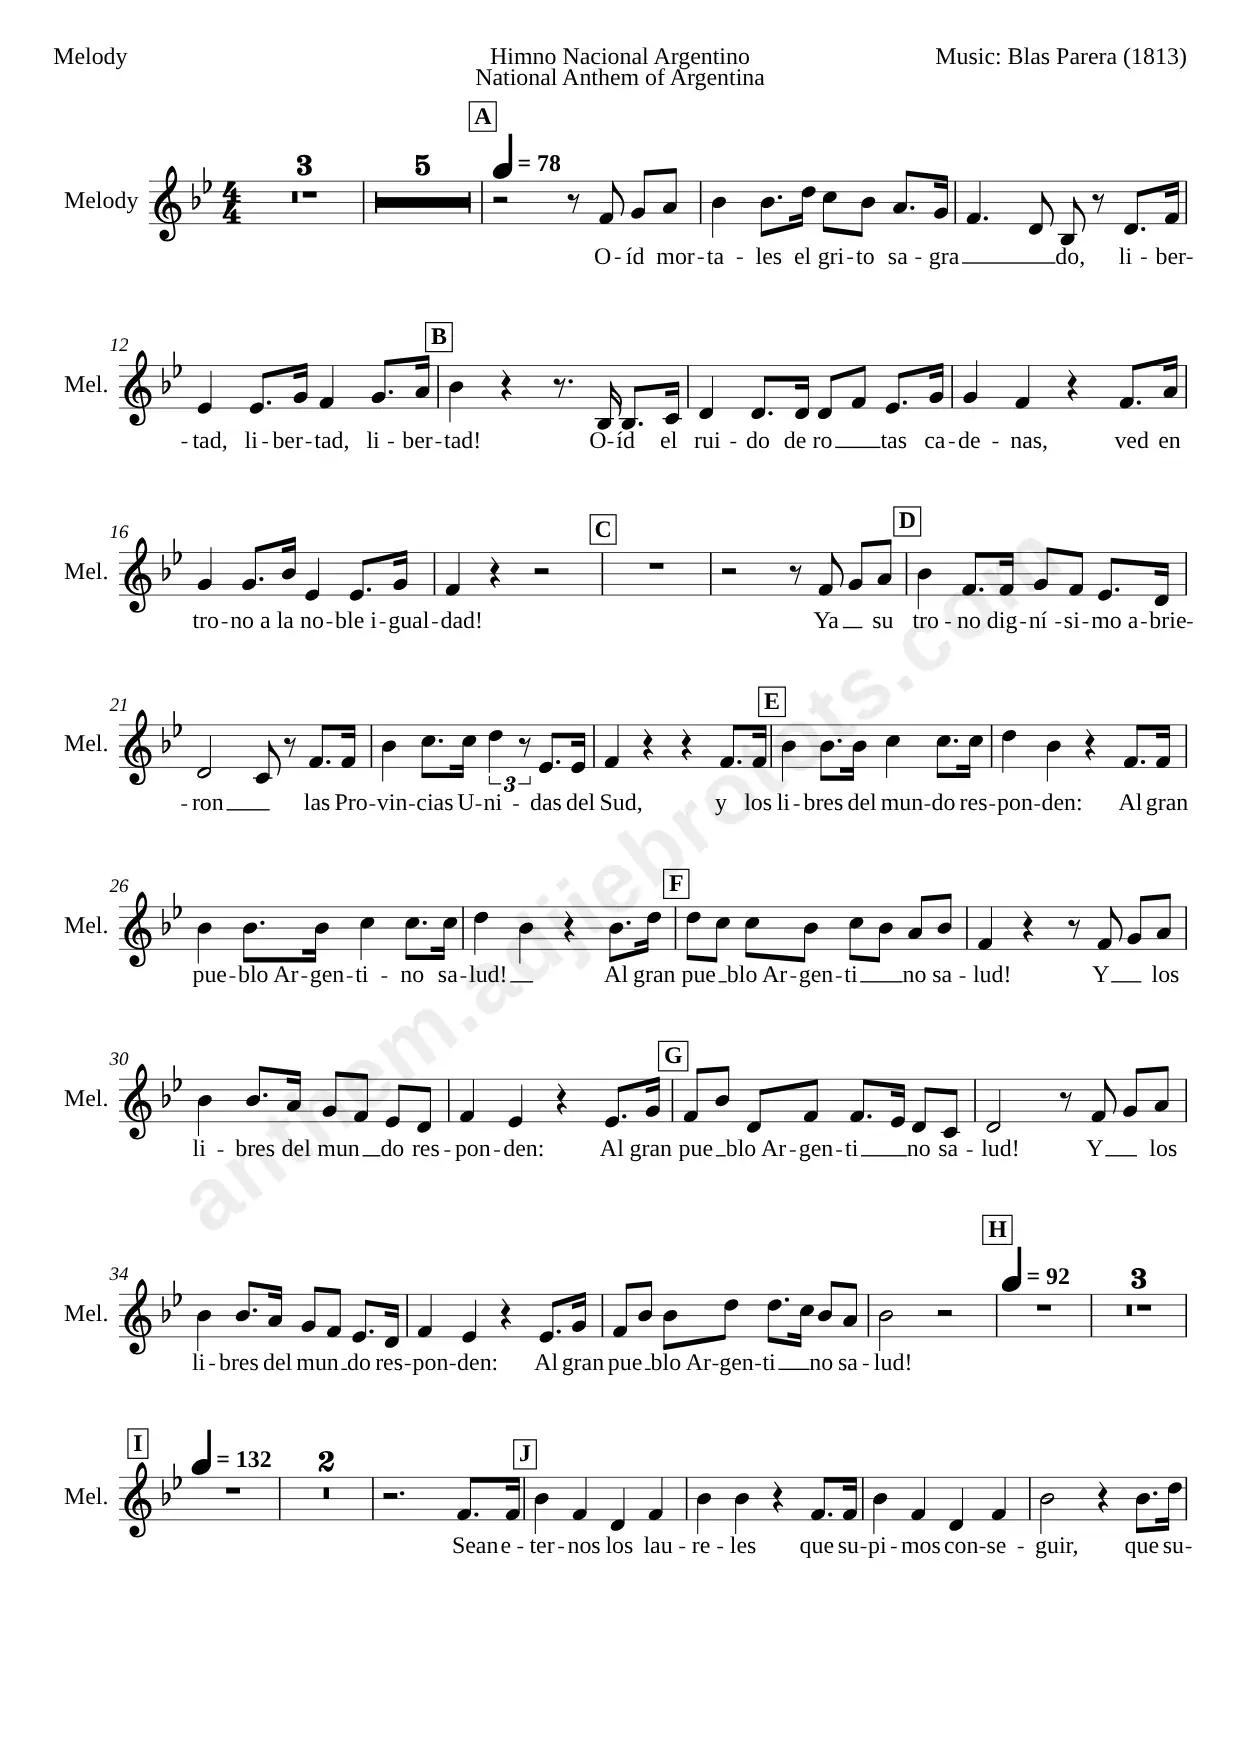 Melody
Himno Nacional Argentino
National Anthem of Argentina
Music: Blas Parera (1813)
A
3 5 = 78
Melody
4
4
O - íd mor - ta - les el gri - to sa - gra do, li - ber -
12
B
Mel.
- tad, li - ber - tad, li - ber - tad! O - íd el rui - do de ro tas ca - de - nas, ved en
16
C
D
Mel.
tro - no a la no - ble i - gual - dad! Ya su tro - no dig - ní - si - mo a - brie -
21
E
Mel.
3
- ron las Pro - vin - cias U - ni - das del Sud, y los li - bres del mun - do res - pon - den: Al gran
26
F
Mel.
pue - blo Ar - gen - ti - no sa - lud! Al gran pue blo Ar - gen - ti no sa - lud! Y los
30
G
Mel.
li - bres del mun do res - pon - den: Al gran pue blo Ar - gen - ti no sa - lud! Y los
34
H
= 92 3
Mel.
li - bres del mun do res - pon - den: Al gran pue blo Ar - gen - ti no sa - lud!
I
= 132 2
J
Mel.
Sean e - ter - nos los lau - re - les que su - pi - mos con - se - guir, que su -
anthem.adjiebrotots.com